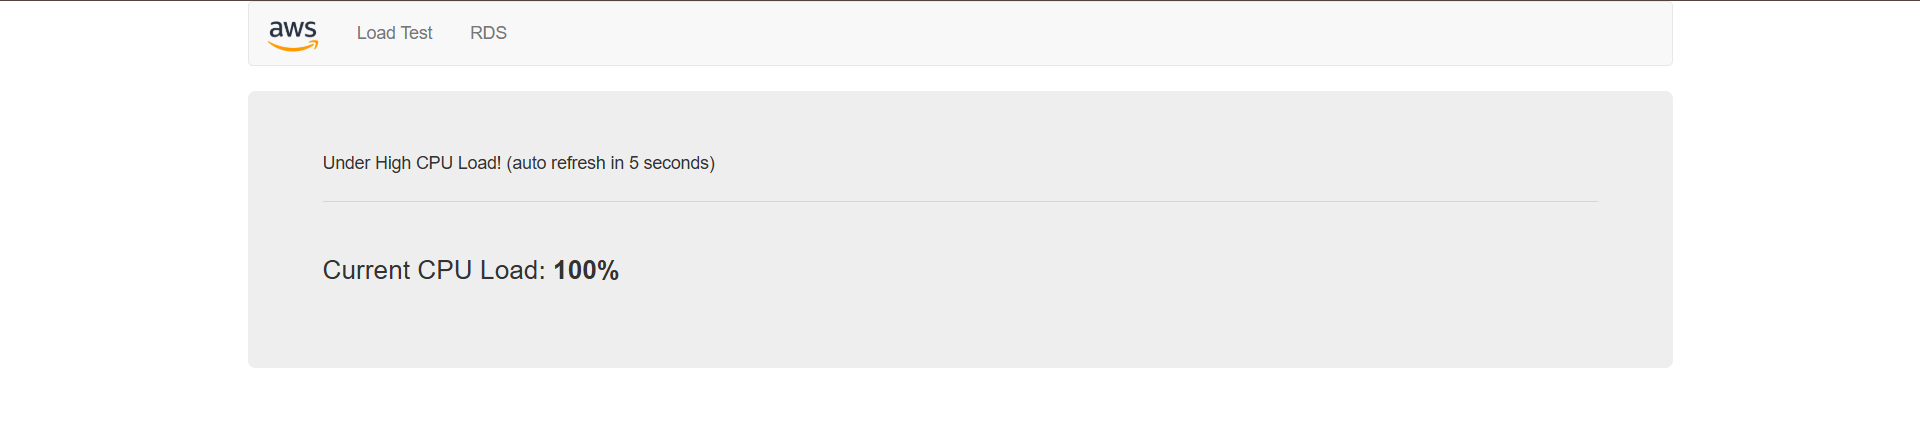 aws Load Test RDS
Under High CPU Load! (auto refresh in 5 seconds)
Current CPU Load: 100%